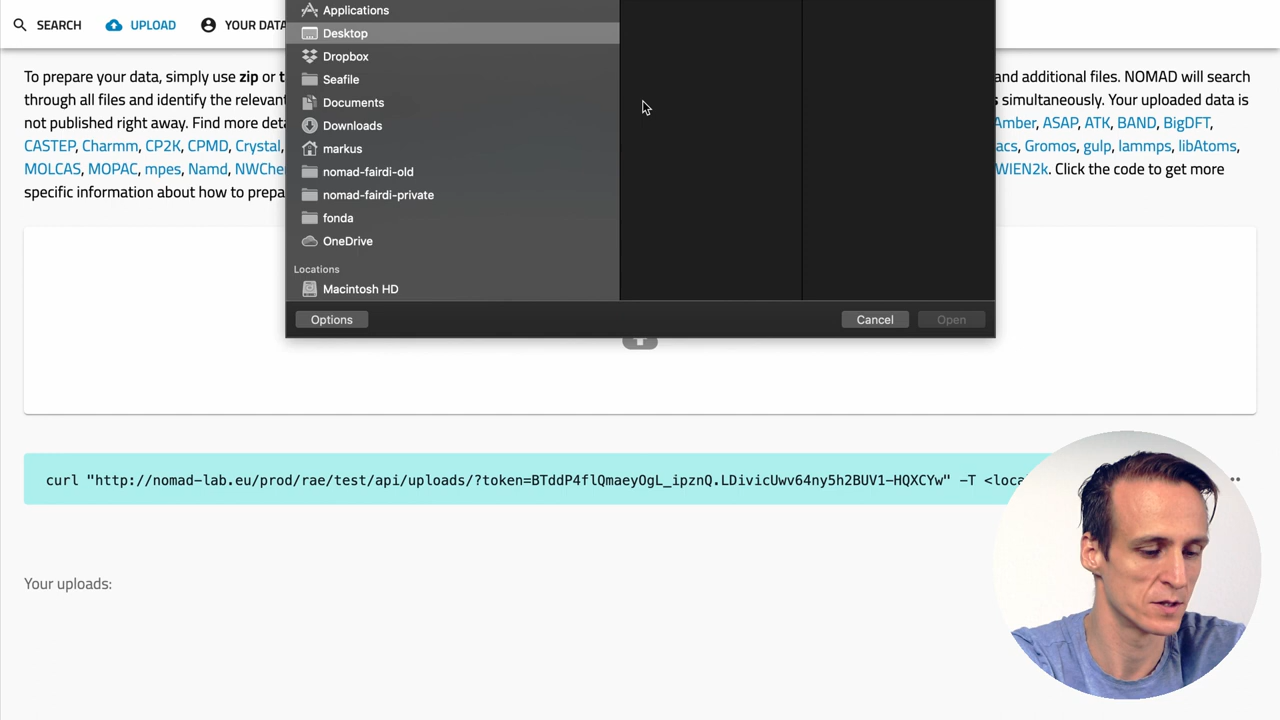 SEARCH UPLOAD YOUR DATA
To prepare your data, simply use zip or t
and additional files. NOMAD will search
through all files and identify the relevant
simultaneously. Your uploaded data is
not published right away. Find more
Amber, ASAP, ATK, BAND, BigDFT,
CASTEP, Charmm, CP2K, CPMD, Crystal,
Gromos, gulp, lammps, libAtoms,
MOLCAS, MOPAC, mpes, Namd,
WIEN2k. Click the code to get more
specific information about how to
Applications
Desktop
Dropbox
Seafile
Documents
Downloads
markus
nomad-fairdi-old
nomad-fairdi-private
fonda
OneDrive
Locations
Macintosh HD
Options
Cancel
Open
curl "http://nomad-lab.eu/prod/rae/test/api/uploads/?token=BTddP4flQmaeyOgL_ipznQ.LDivicUwv64ny5h2BUV1-HQXCYw" -T <loca
Your uploads: